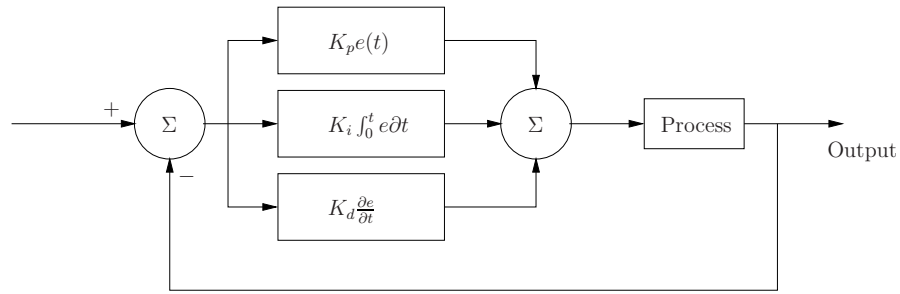 K_p e(t)
+
Σ
K_i ∫_0^t e∂t
Σ
Process
Output
−
K_d ∂e/∂t